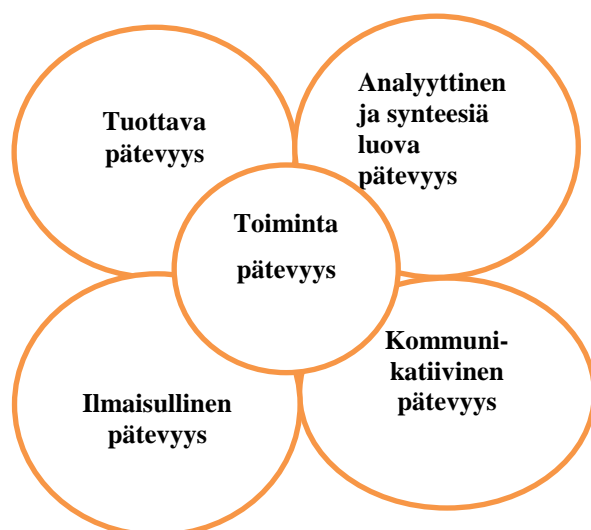 Tuottava
pätevyys
Analyyttinen
ja synteesiä
luova
pätevyys
Toiminta
pätevyys
Ilmaisullinen
pätevyys
Kommuni-
katiivinen
pätevyys